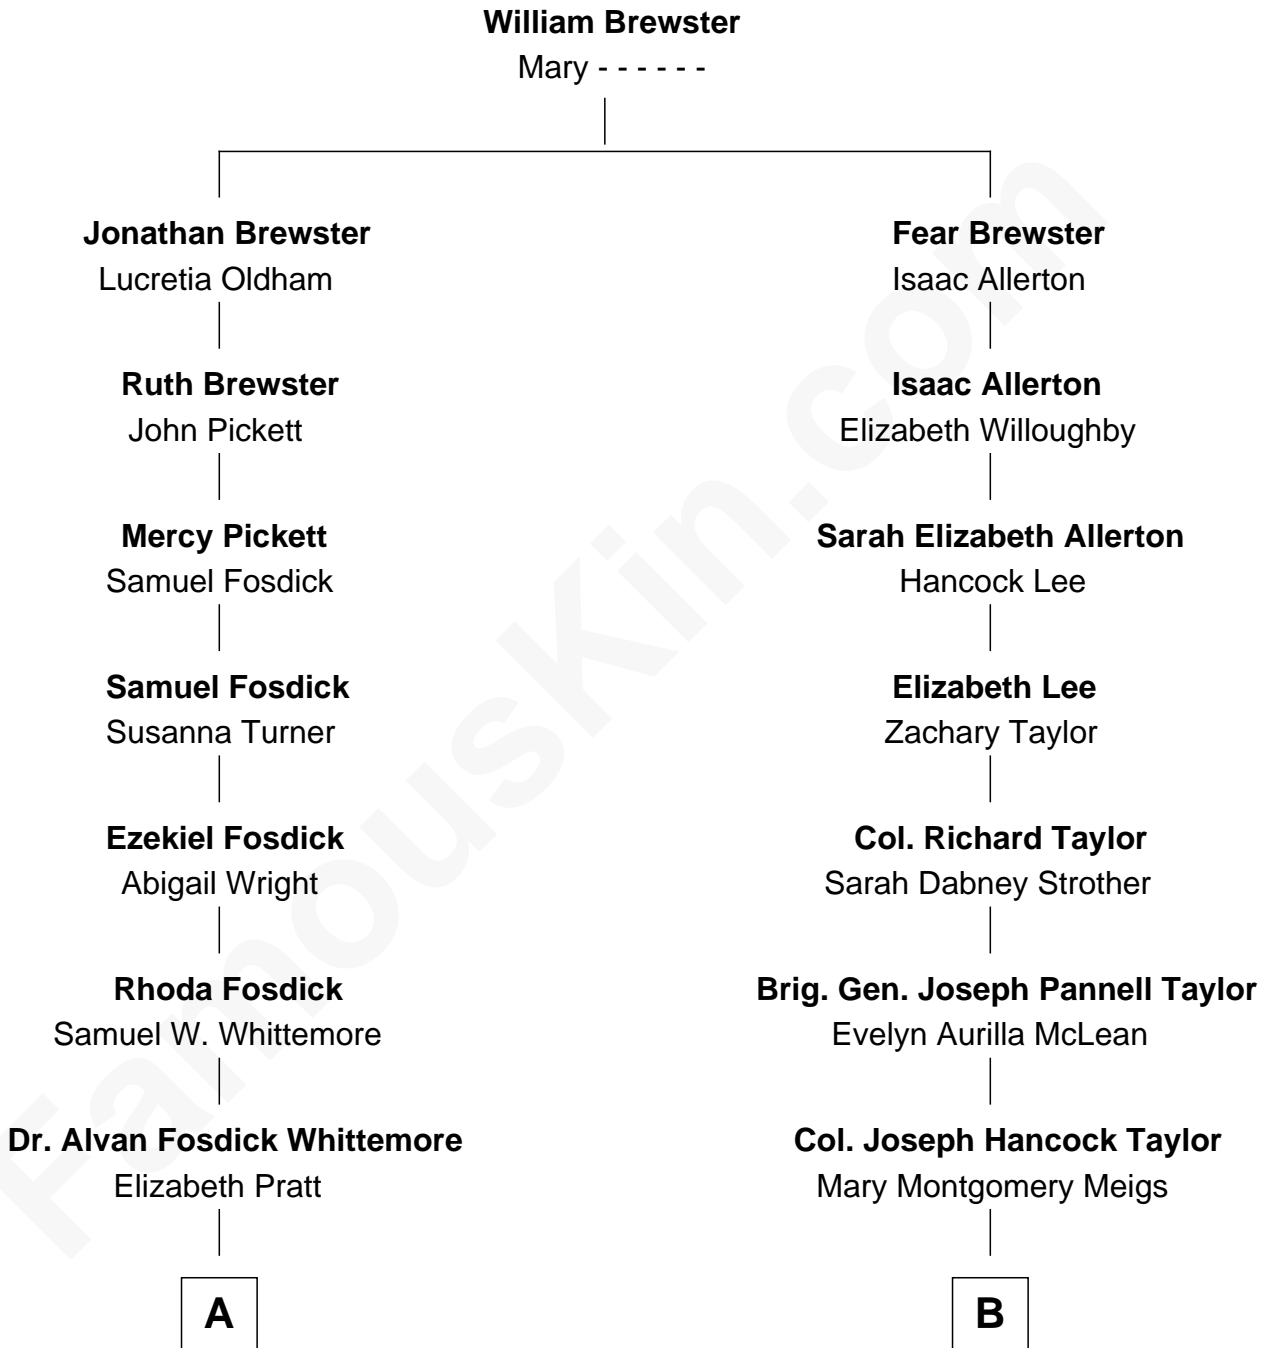 William Brewster
Mary - - - - - -
Jonathan Brewster
Lucretia Oldham
Fear Brewster
Isaac Allerton
Ruth Brewster
John Pickett
Isaac Allerton
Elizabeth Willoughby
Mercy Pickett
Samuel Fosdick
Sarah Elizabeth Allerton
Hancock Lee
Samuel Fosdick
Susanna Turner
Elizabeth Lee
Zachary Taylor
Ezekiel Fosdick
Abigail Wright
Col. Richard Taylor
Sarah Dabney Strother
Rhoda Fosdick
Samuel W. Whittemore
Brig. Gen. Joseph Pannell Taylor
Evelyn Aurilla McLean
Dr. Alvan Fosdick Whittemore
Elizabeth Pratt
Col. Joseph Hancock Taylor
Mary Montgomery Meigs
A
B
FamousKin.com